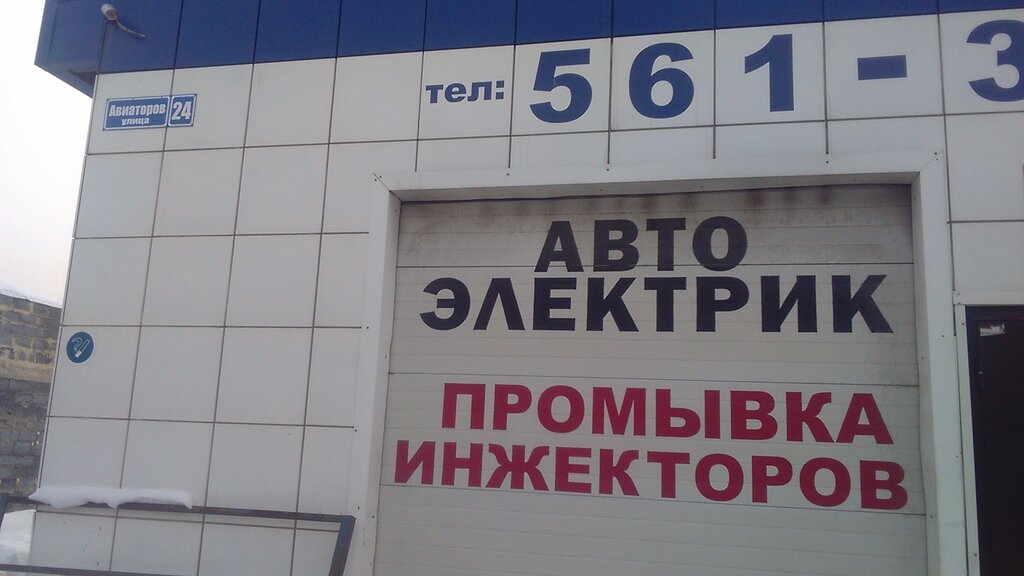 Авиаторов 24
улица
тел: 561-3
АВТО
ЭЛЕКТРИК
ПРОМЫВКА
ИНЖЕКТОРОВ